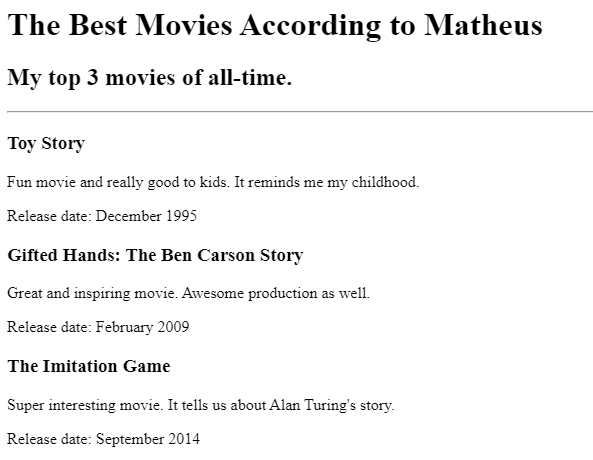 The Best Movies According to Matheus
My top 3 movies of all-time.
Toy Story
Fun movie and really good to kids. It reminds me my childhood.
Release date: December 1995
Gifted Hands: The Ben Carson Story
Great and inspiring movie. Awesome production as well.
Release date: February 2009
The Imitation Game
Super interesting movie. It tells us about Alan Turing's story.
Release date: September 2014